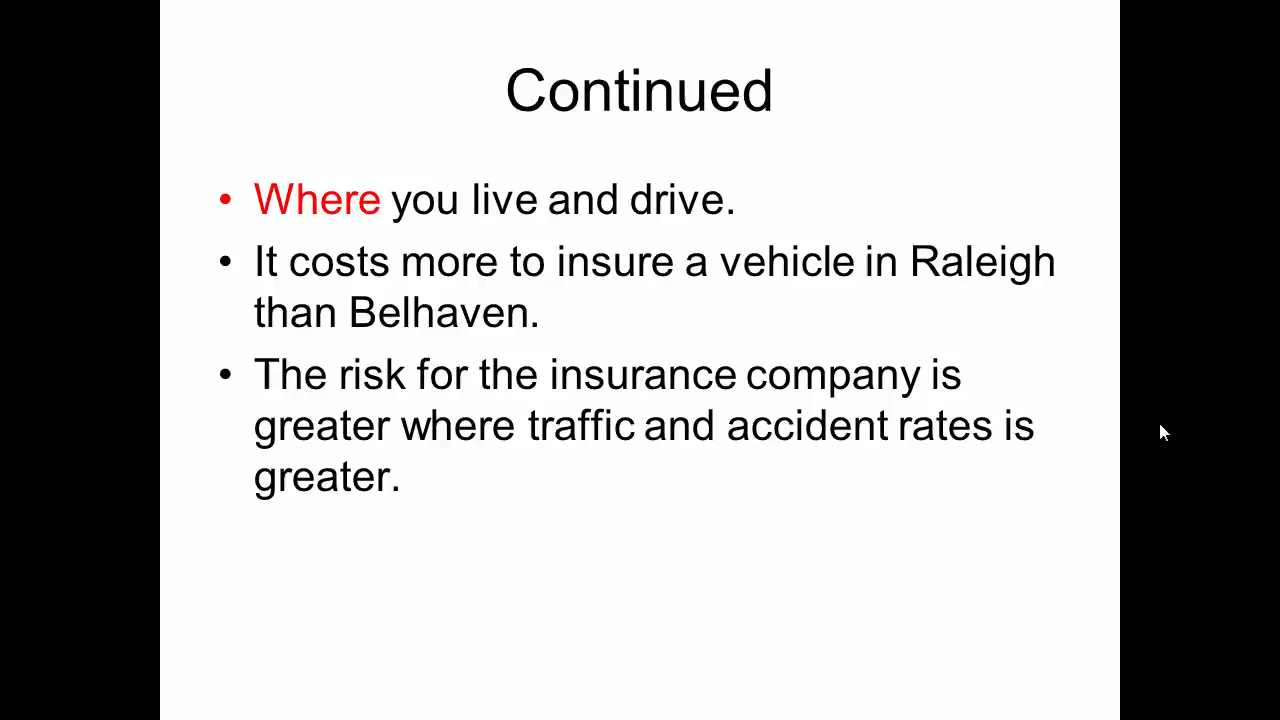 Continued
• Where you live and drive.
• It costs more to insure a vehicle in Raleigh
than Belhaven.
• The risk for the insurance company is
greater where traffic and accident rates is
greater.